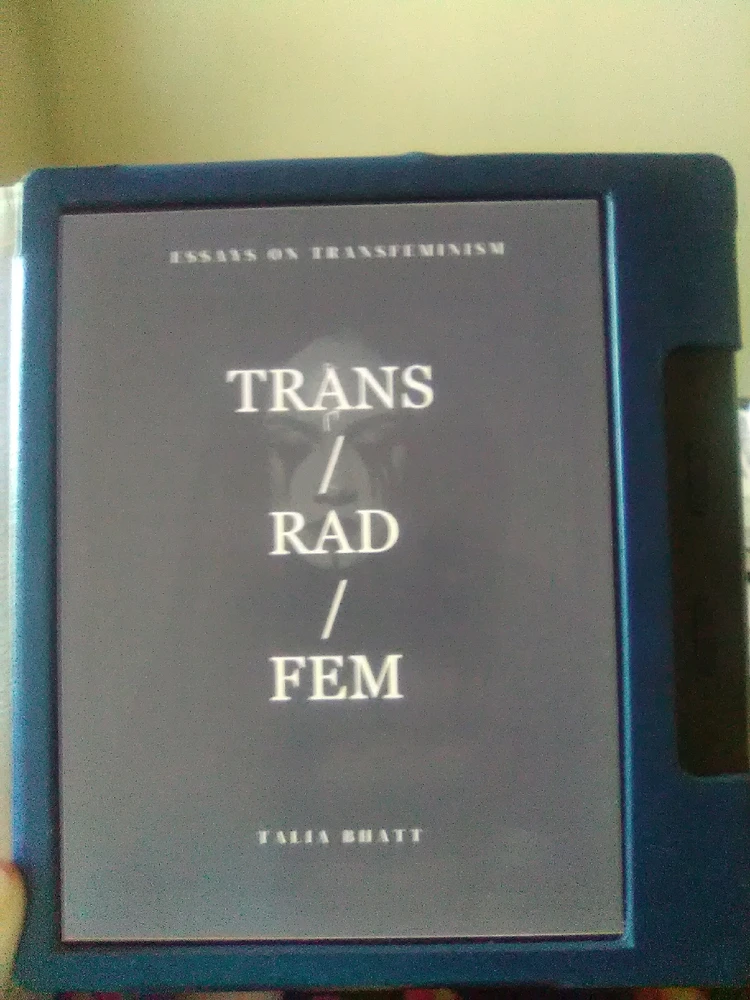 ESSAYS ON TRANSFEMINISM
TRANS
/
RAD
/
FEM
TALIA BHATT